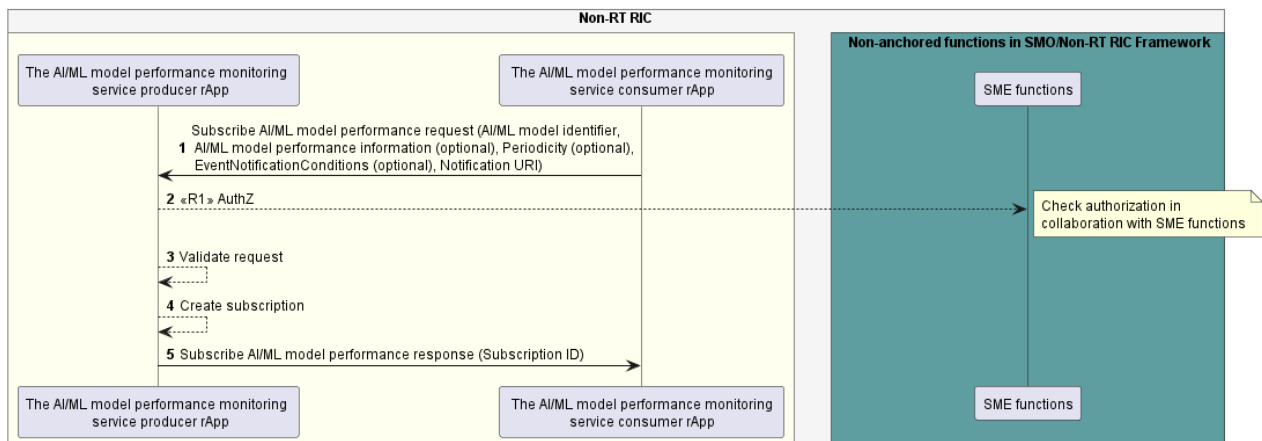 Non-RT RIC
Non-anchored functions in SMO/Non-RT RIC Framework
The AI/ML model performance monitoring
service producer rApp
The AI/ML model performance monitoring
service consumer rApp
SME functions
Subscribe AI/ML model performance request (AI/ML model identifier,
1 AI/ML model performance information (optional), Periodicity (optional),
EventNotificationConditions (optional), Notification URI)
2 «R1» AuthZ
Check authorization in
collaboration with SME functions
3 Validate request
4 Create subscription
5 Subscribe AI/ML model performance response (Subscription ID)
The AI/ML model performance monitoring
service producer rApp
The AI/ML model performance monitoring
service consumer rApp
SME functions